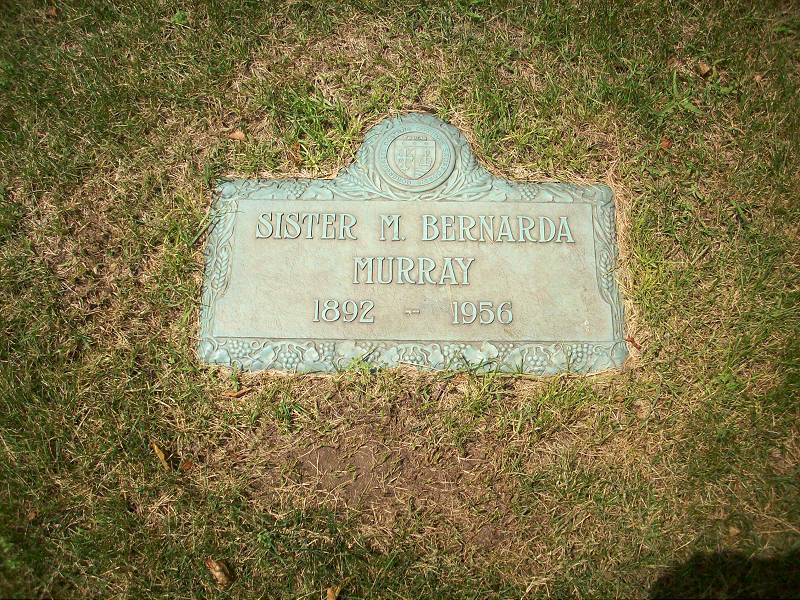 SISTER M. BERNARDA
MURRAY
1892 - 1956